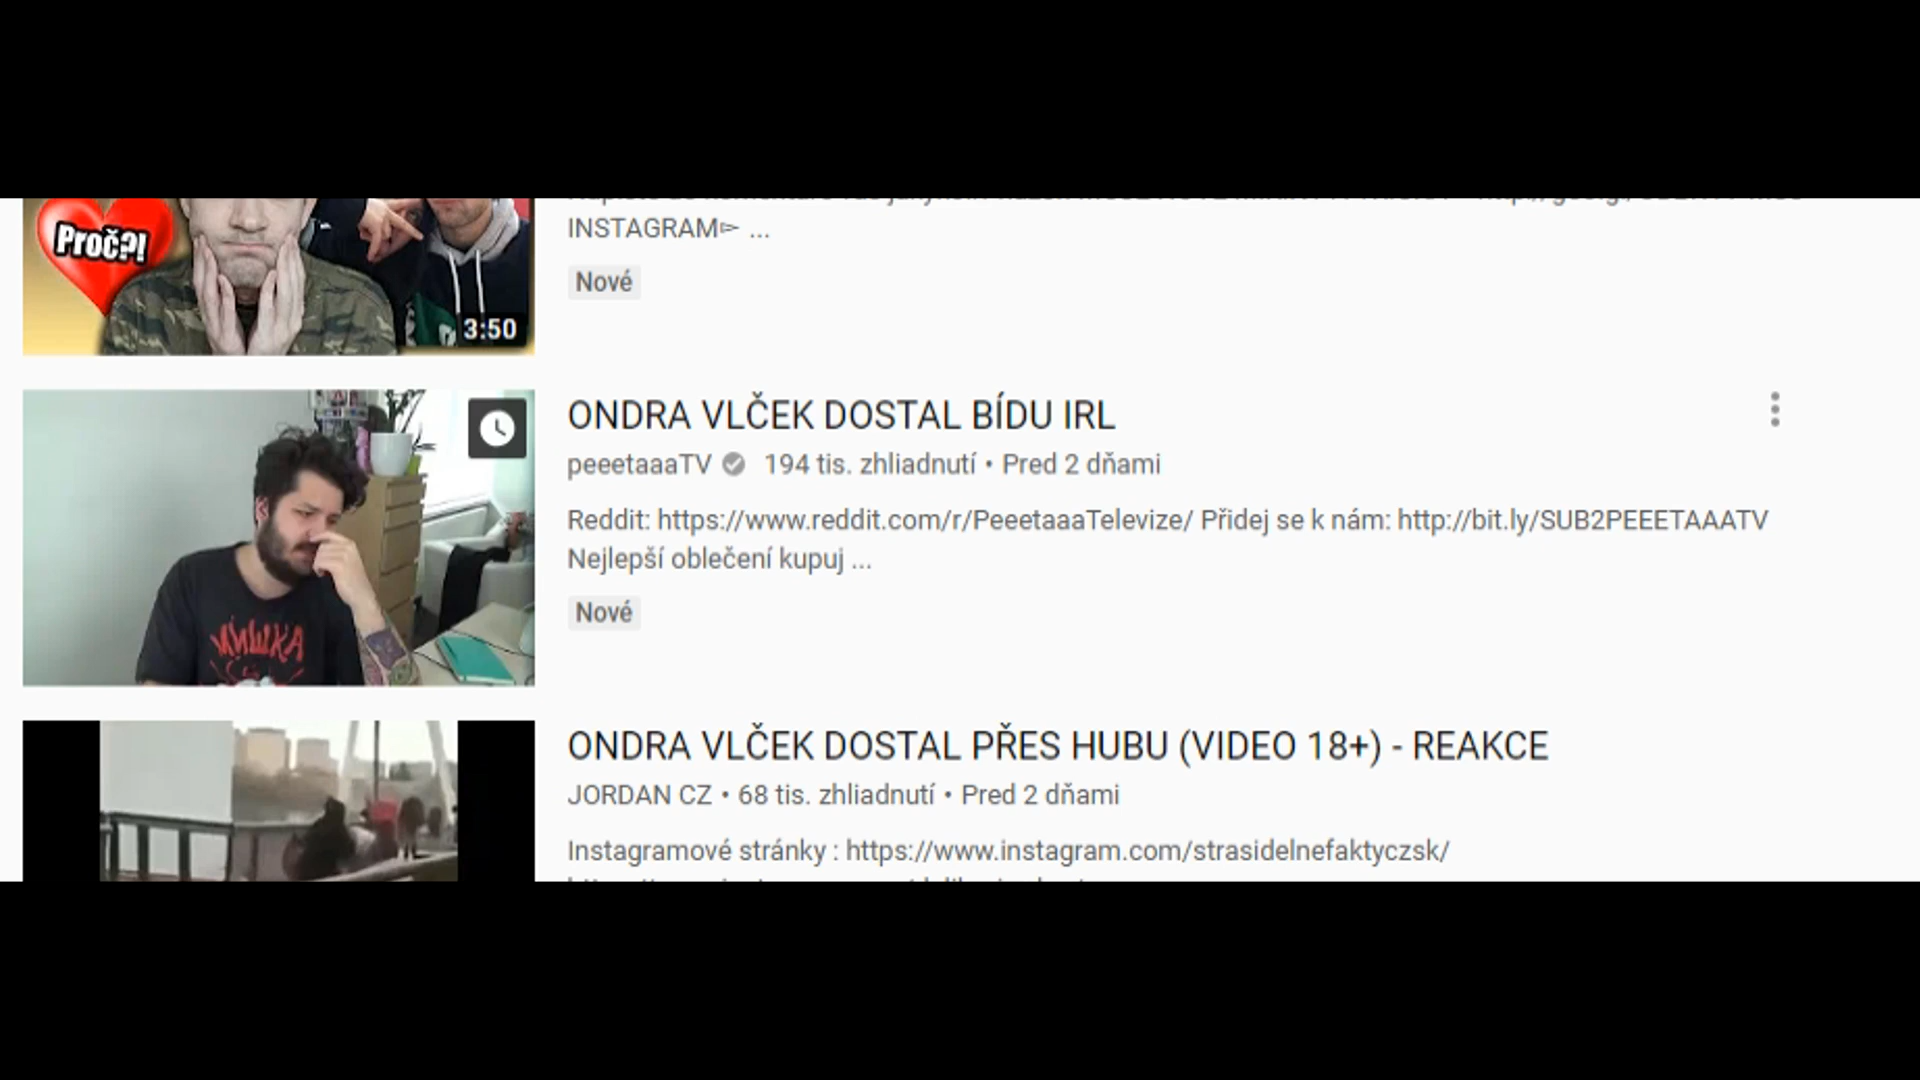 INSTAGRAM▻ ...
Proč?!
Nové
3:50
ONDRA VLČEK DOSTAL BÍDU IRL
peeetaaaTV 194 tis. zhliadnutí • Pred 2 dňami
Reddit: https://www.reddit.com/r/PeeetaaaTelevize/ Přidej se k nám: http://bit.ly/SUB2PEEETAAATV
Nejlepší oblečení kupuj ...
Nové
МИШКА
ONDRA VLČEK DOSTAL PŘES HUBU (VIDEO 18+) - REAKCE
JORDAN CZ • 68 tis. zhliadnutí • Pred 2 dňami
Instagramové stránky : https://www.instagram.com/strasidelnefaktyczsk/